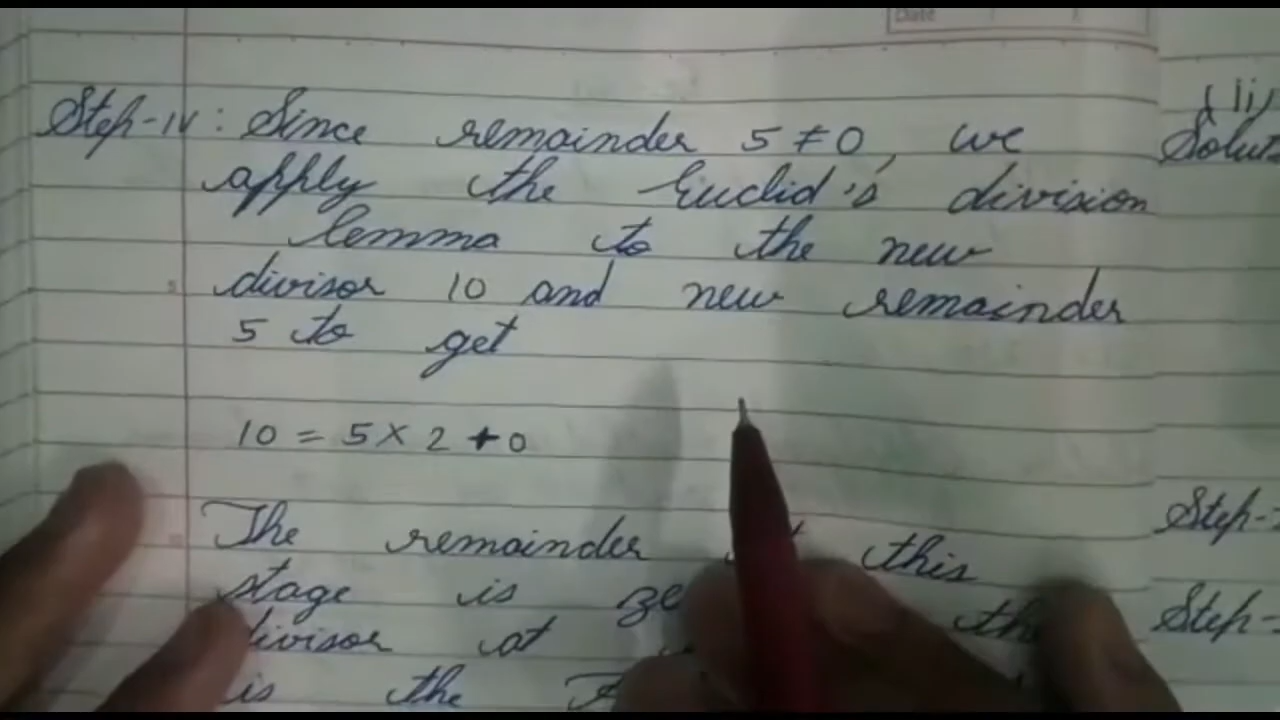 Date
Step-IV : Since remainder 5 ≠ 0, we
apply the Euclid's division
lemma to the new
divisor 10 and new remainder
5 to get
10 = 5 × 2 + 0
The remainder this
stage is
divisor at
is the
(ii)
Step-
Step-